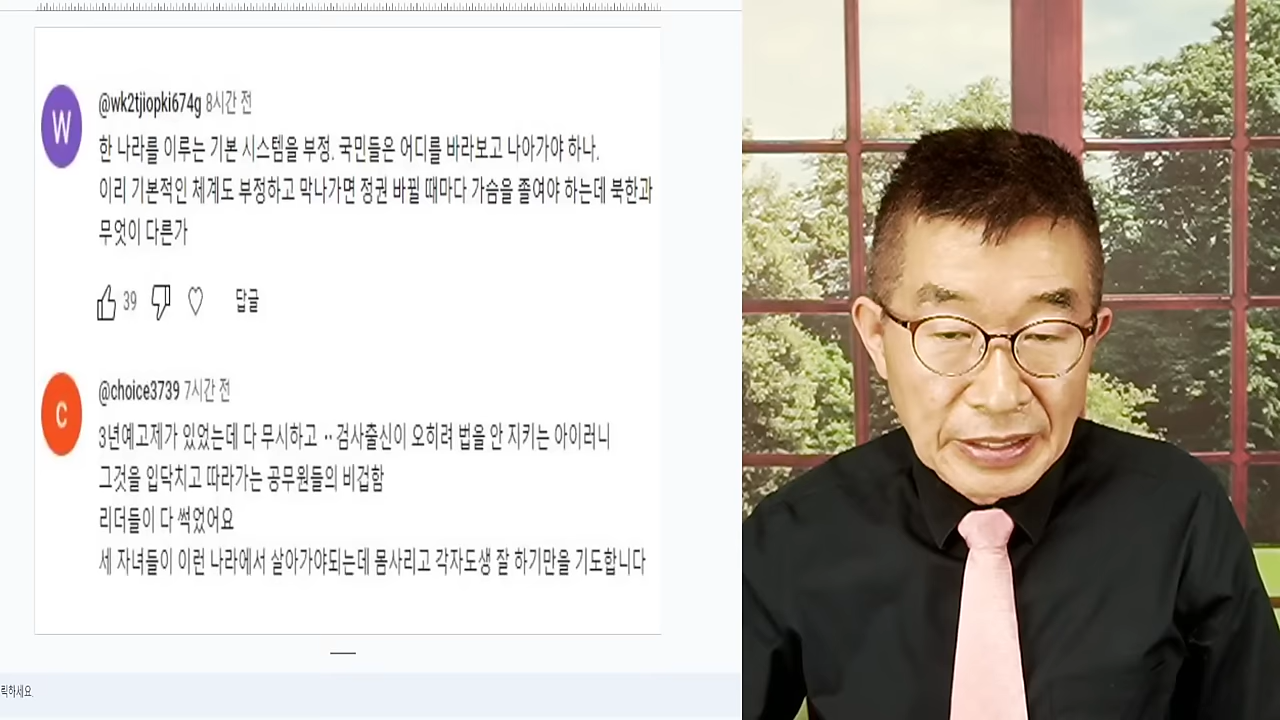 @wk2tjiopki674g 8시간 전
한 나라를 이루는 기본 시스템을 부정. 국민들은 어디를 바라보고 나아가야 하나.
이리 기본적인 체계도 부정하고 막나가면 정권 바뀔 때마다 가슴을 졸여야 하는데 북한과
무엇이 다른가
39 답글
@choice3739 7시간 전
3년예고제가 있었는데 다 무시하고 ·· 검사출신이 오히려 법을 안 지키는 아이러니
그것을 입닥치고 따라가는 공무원들의 비겁함
리더들이 다 썩었어요
세 자녀들이 이런 나라에서 살아가야되는데 몸사리고 각자도생 잘 하기만을 기도합니다
릭하세요.
W
C